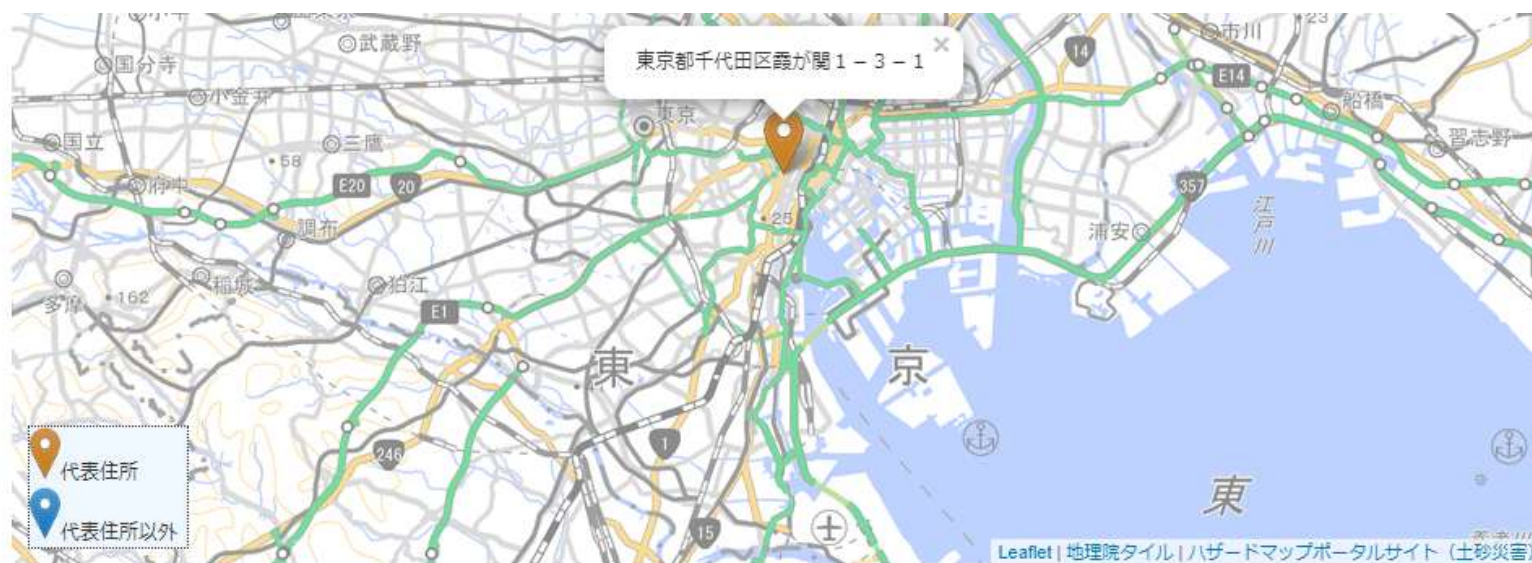 武蔵野
国分寺
小金井
国立
三鷹
58
府中
E20
20
調布
東京都千代田区霞が関１－３－１
×
東京
14
市川
23
E14
船橋
習志野
357
江戸川
浦安
25
稲城
狛江
多摩
162
E1
東
京
246
1
15
東
代表住所
代表住所以外
Leaflet | 地理院タイル | ハザードマップポータルサイト（土砂災害）